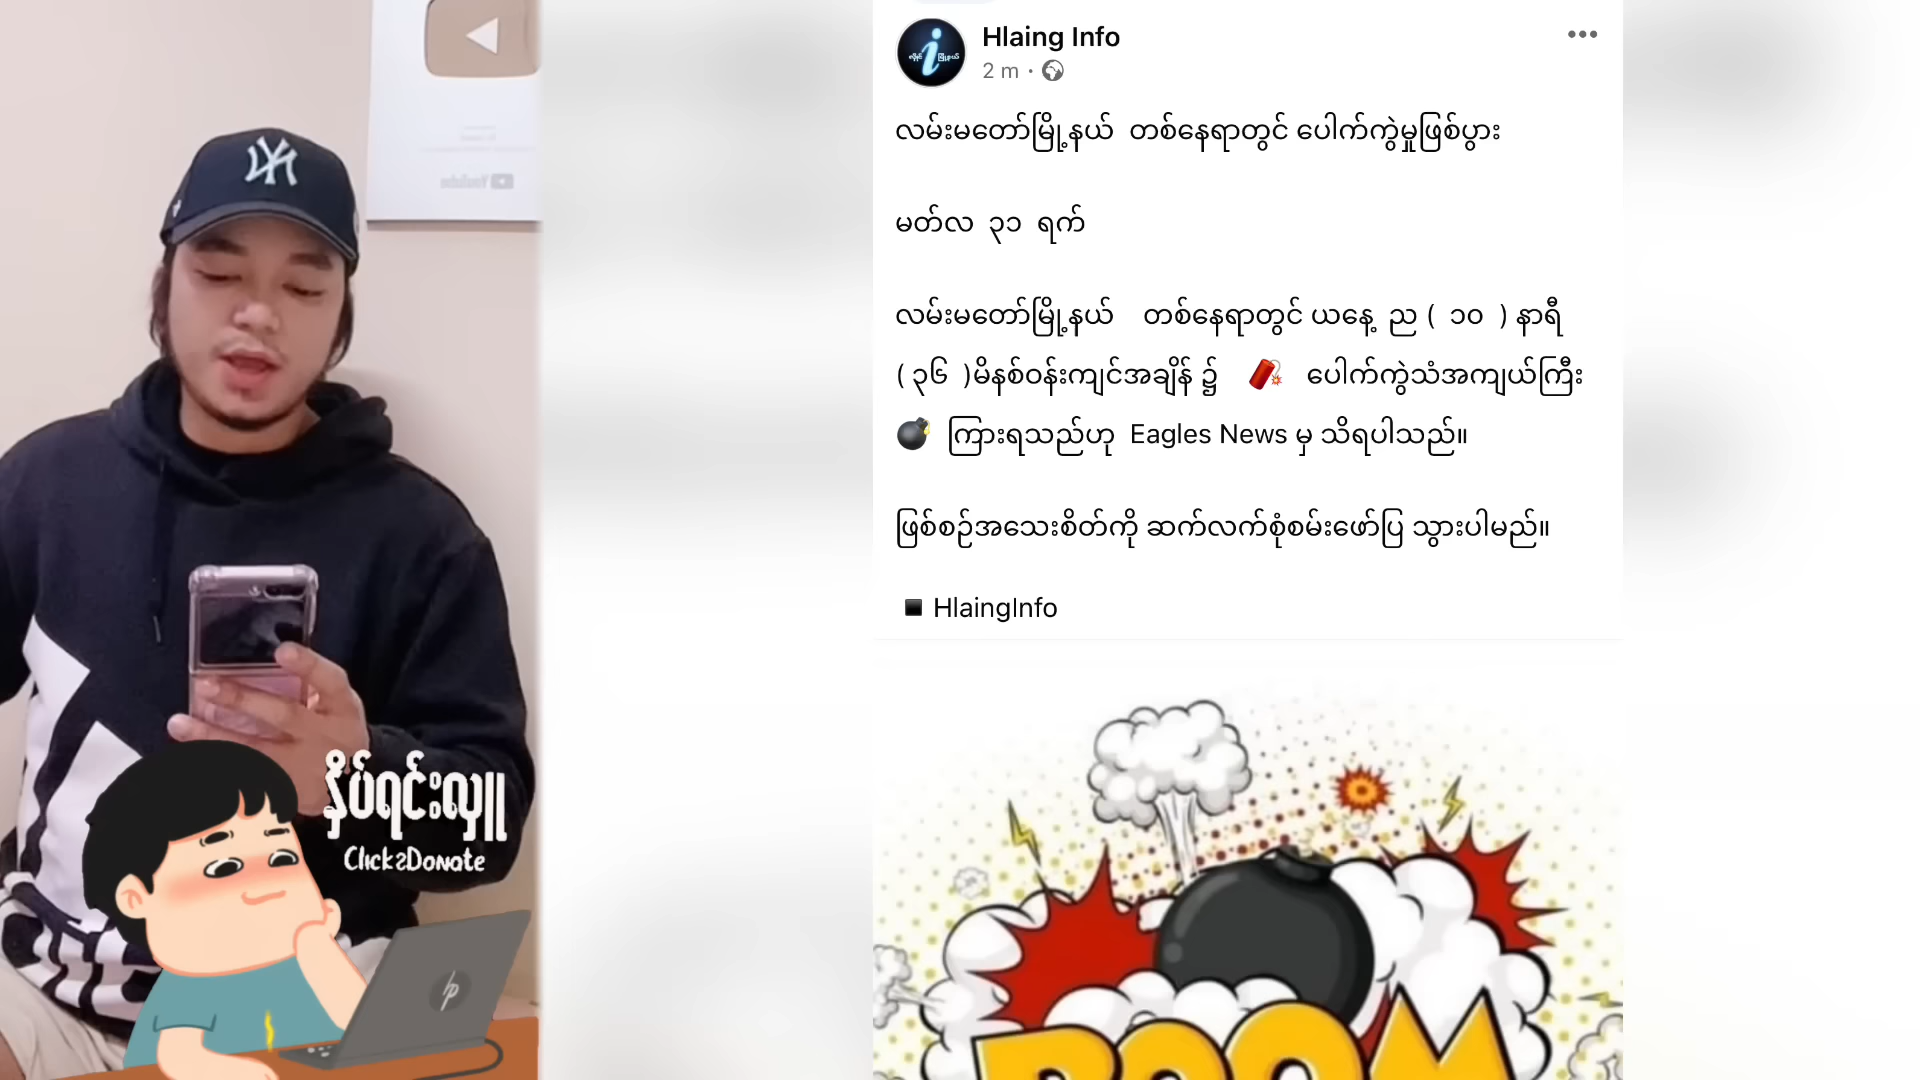 Hlaing Info
2 m ·
လမ်းမတော်မြို့နယ် တစ်နေရာတွင် ပေါက်ကွဲမှုဖြစ်ပွား
မတ်လ ၃၁ ရက်
လမ်းမတော်မြို့နယ် တစ်နေရာတွင် ယနေ့ ည ( ၁၀ ) နာရီ
( ၃၆ )မိနစ်ဝန်းကျင်အချိန် ၌ 🧨 ပေါက်ကွဲသံအကျယ်ကြီး
💣 ကြားရသည်ဟု Eagles News မှ သိရပါသည်။
ဖြစ်စဉ်အသေးစိတ်ကို ဆက်လက်စုံစမ်းဖော်ပြ သွားပါမည်။
▪️ HlaingInfo
BOOM
နှိပ်ရင်းလှူ
Click2Donate
hp
YouTube